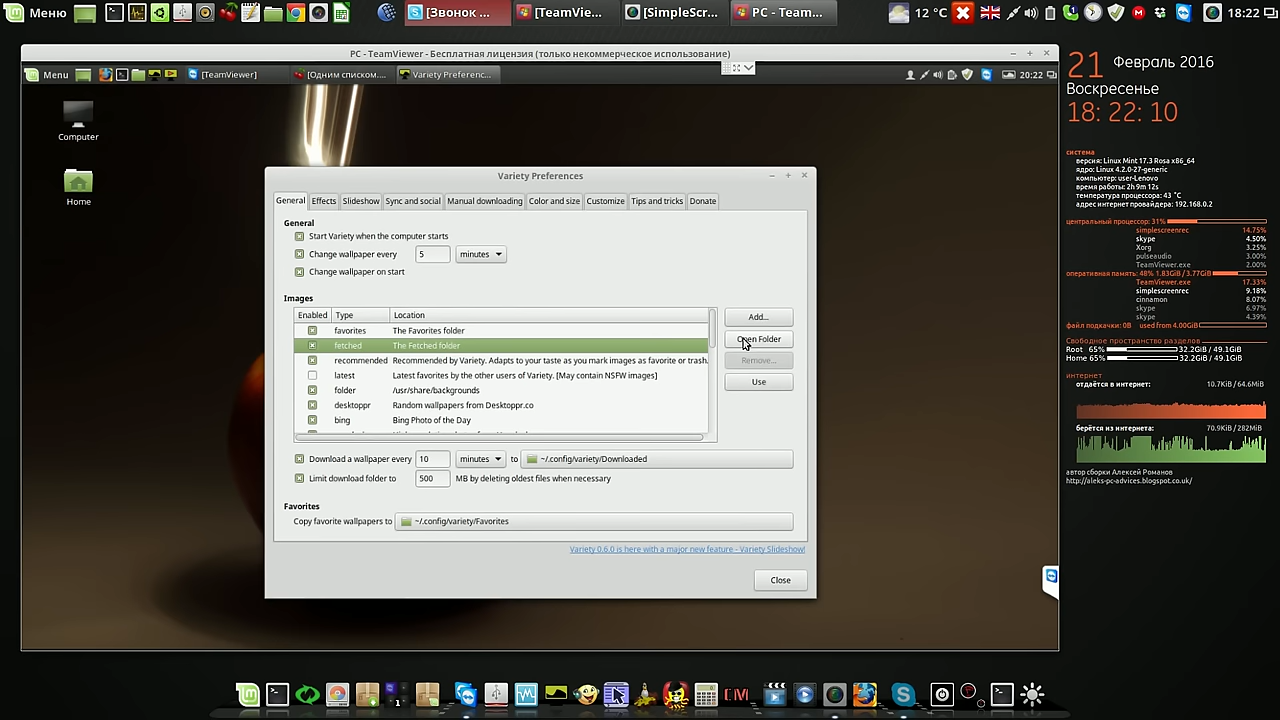 Меню
[Звонок ...
[TeamVie...
[SimpleScr...
PC - Team...
12 °C
18:22
PC - TeamViewer - Бесплатная лицензия (только некоммерческое использование)
Menu
[TeamViewer]
[Одним списком....
Variety Preferenc...
20:22
Computer
Home
Variety Preferences
General
Effects
Slideshow
Sync and social
Manual downloading
Color and size
Customize
Tips and tricks
Donate
General
Start Variety when the computer starts
Change wallpaper every 5 minutes
Change wallpaper on start
Images
Enabled Type Location
favorites The Favorites folder
fetched The Fetched folder
recommended Recommended by Variety. Adapts to your taste as you mark images as favorite or trash.
latest Latest favorites by the other users of Variety. [May contain NSFW images]
folder /usr/share/backgrounds
desktoppr Random wallpapers from Desktoppr.co
bing Bing Photo of the Day
Add...
Open Folder
Remove...
Use
Download a wallpaper every 10 minutes to ~/.config/variety/Downloaded
Limit download folder to 500 MB by deleting oldest files when necessary
Favorites
Copy favorite wallpapers to ~/.config/variety/Favorites
Variety 0.6.0 is here with a major new feature - Variety Slideshow!
Close
21 Февраль 2016
Воскресенье
18: 22: 10
система
версия: Linux Mint 17.3 Rosa x86_64
ядро: Linux 4.2.0-27-generic
компьютер: user-Lenovo
время работы: 2h 9m 12s
температура процессора: 43 °C
адрес интернет провайдера: 192.168.0.2
центральный процессор: 31%
simplescreenrec 14.75%
skype 4.50%
Xorg 3.25%
pulseaudio 3.00%
TeamViewer.exe 2.00%
оперативная память: 48% 1.83GiB / 3.77GiB
TeamViewer.exe 17.33%
simplescreenrec 9.18%
cinnamon 8.07%
skype 6.97%
skype 4.39%
файл подкачки: 0B used from 4.00GiB
Свободное пространство разделов
Root 65% 32.2GiB / 49.1GiB
Home 65% 32.2GiB / 49.1GiB
интернет
отдаётся в интернет: 10.7KiB / 64.6MiB
берётся из интернета: 70.9KiB / 282MiB
автор сборки Алексей Романов
http://aleks-pc-advices.blogspot.co.uk/